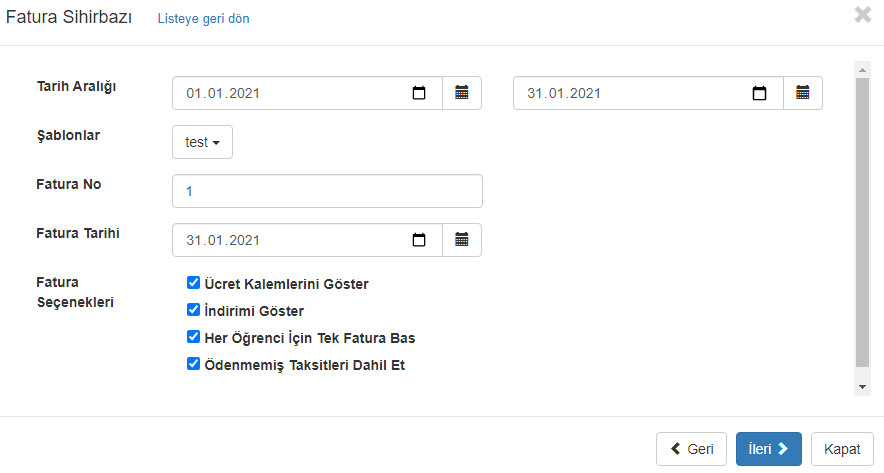 Fatura Sihirbazı Listeye geri dön
Tarih Aralığı 01.01.2021 31.01.2021
Şablonlar test
Fatura No 1
Fatura Tarihi 31.01.2021
Fatura Seçenekleri
Ücret Kalemlerini Göster
İndirimi Göster
Her Öğrenci İçin Tek Fatura Bas
Ödenmemiş Taksitleri Dahil Et
Geri İleri Kapat